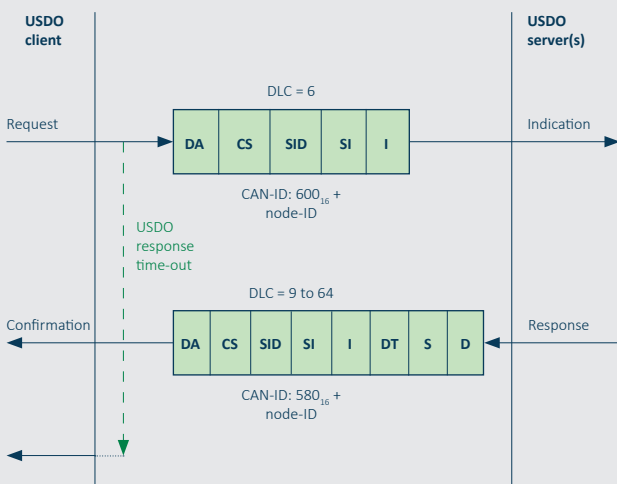 USDO
client
USDO
server(s)
DLC = 6
Request
DA CS SID SI I
Indication
CAN-ID: 600₁₆ +
node-ID
USDO
response
time-out
DLC = 9 to 64
Confirmation
DA CS SID SI I DT S D
Response
CAN-ID: 580₁₆ +
node-ID